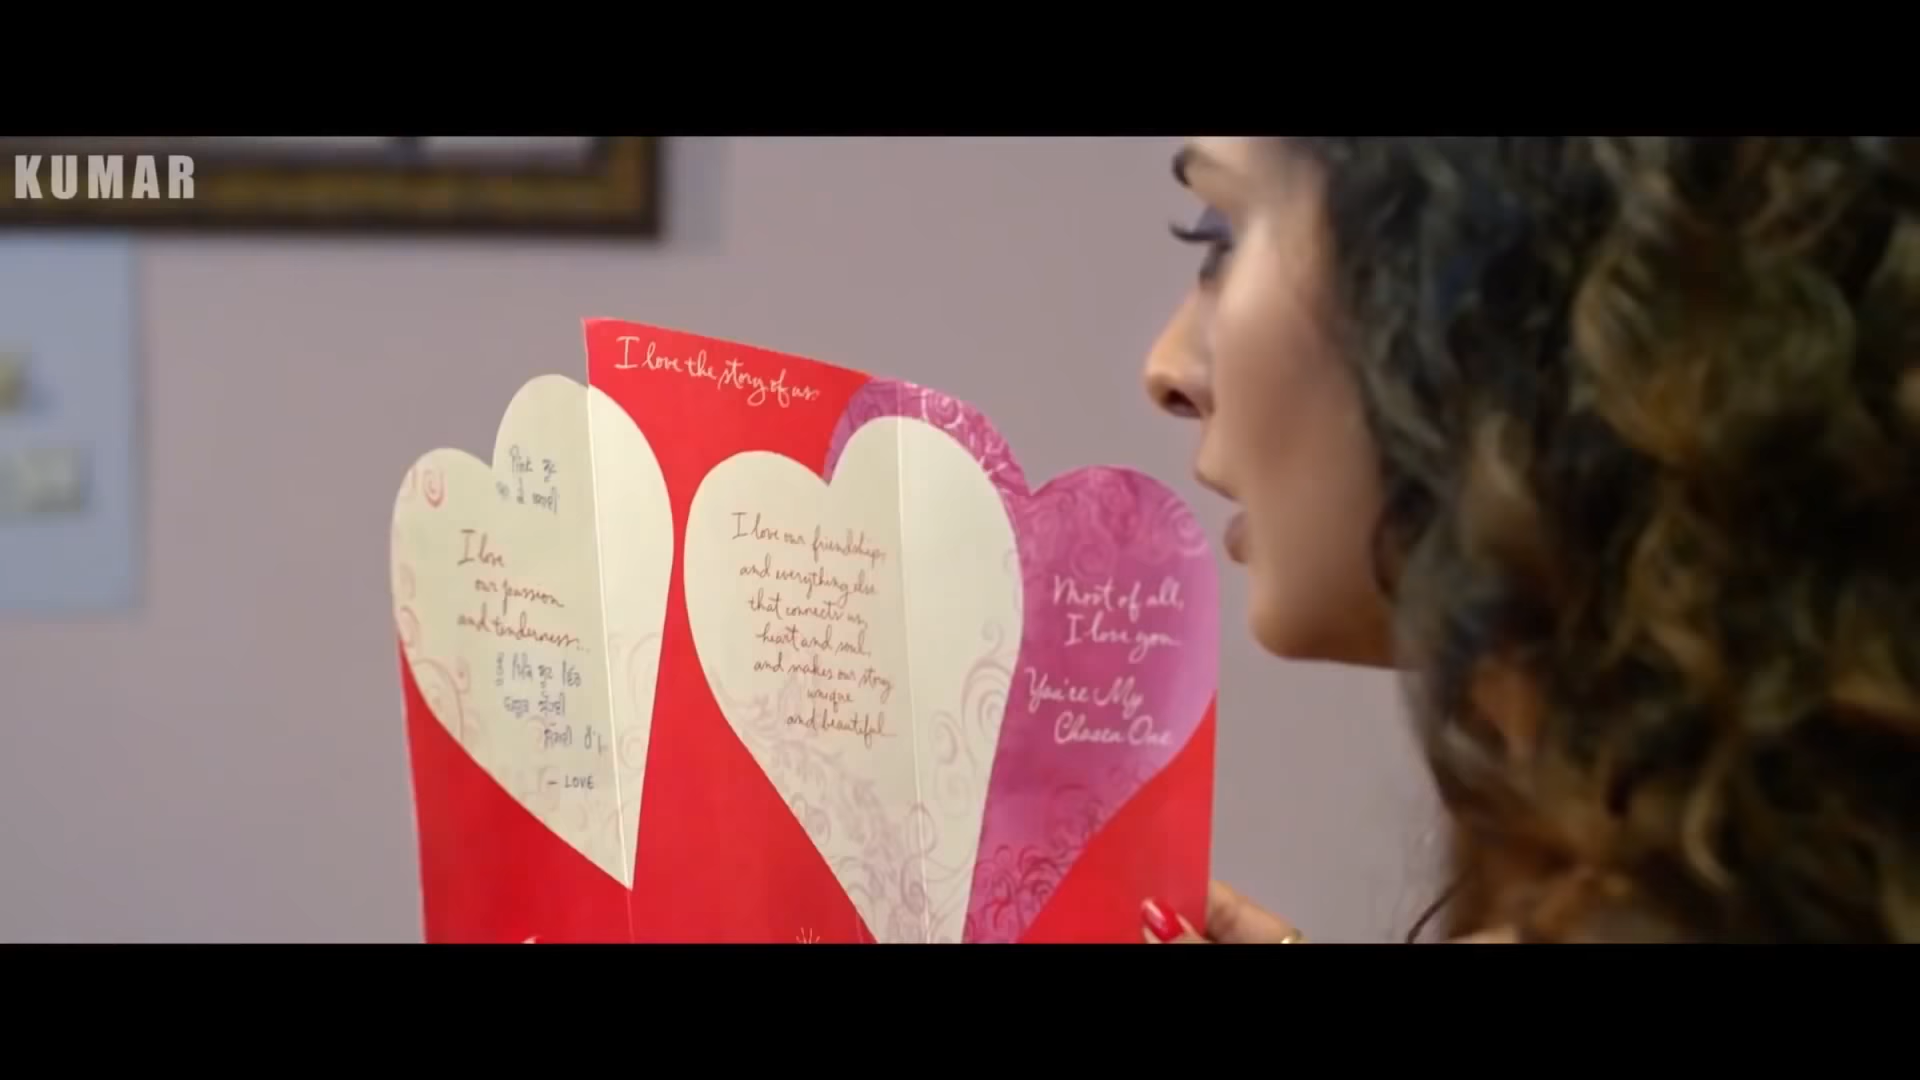 KUMAR
I love the story of us.
Pink ਸੂਟ
I love
our passion
and tenderness...
ਤੂੰ ਪਿੰਕ ਸੂਟ ਵਿੱਚ
ਜ਼ਰੂਰ ਸੋਹਣੀ
ਲੱਗੇਂਗੀ
- LOVE
I love our friendship,
and everything else
that connects us,
heart and soul,
and makes our story
unique
and beautiful.
Most of all,
I love you.
You're My
Chosen One